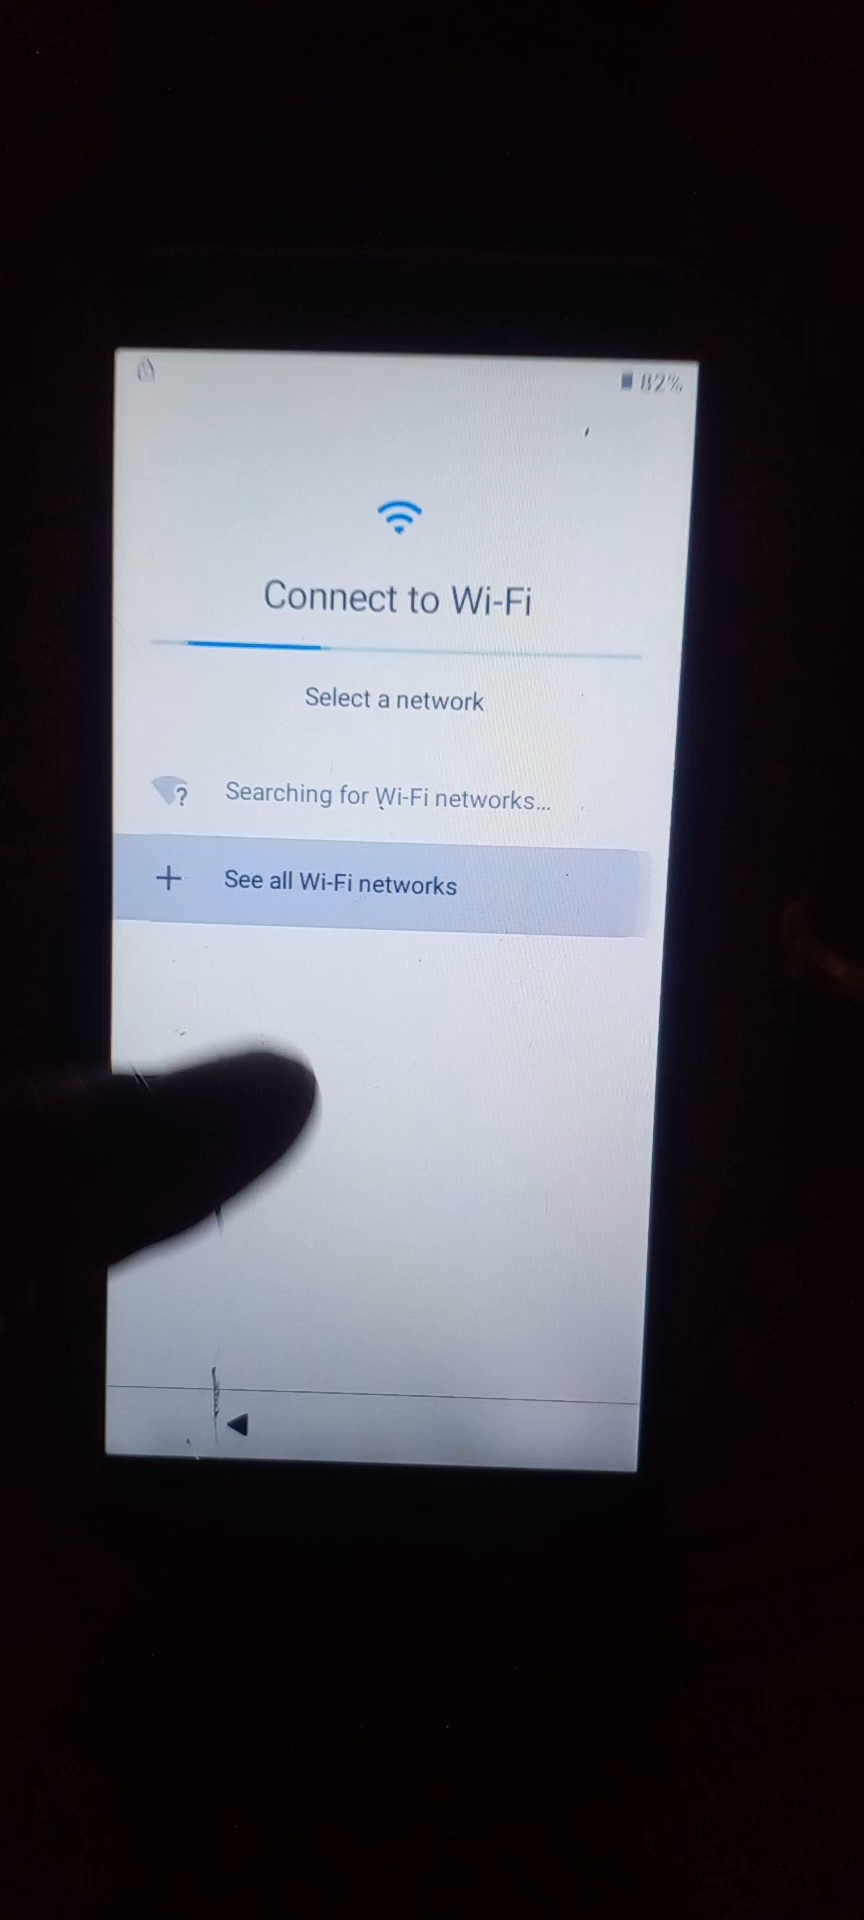 82%
Connect to Wi-Fi
Select a network
Searching for Wi-Fi networks...
See all Wi-Fi networks